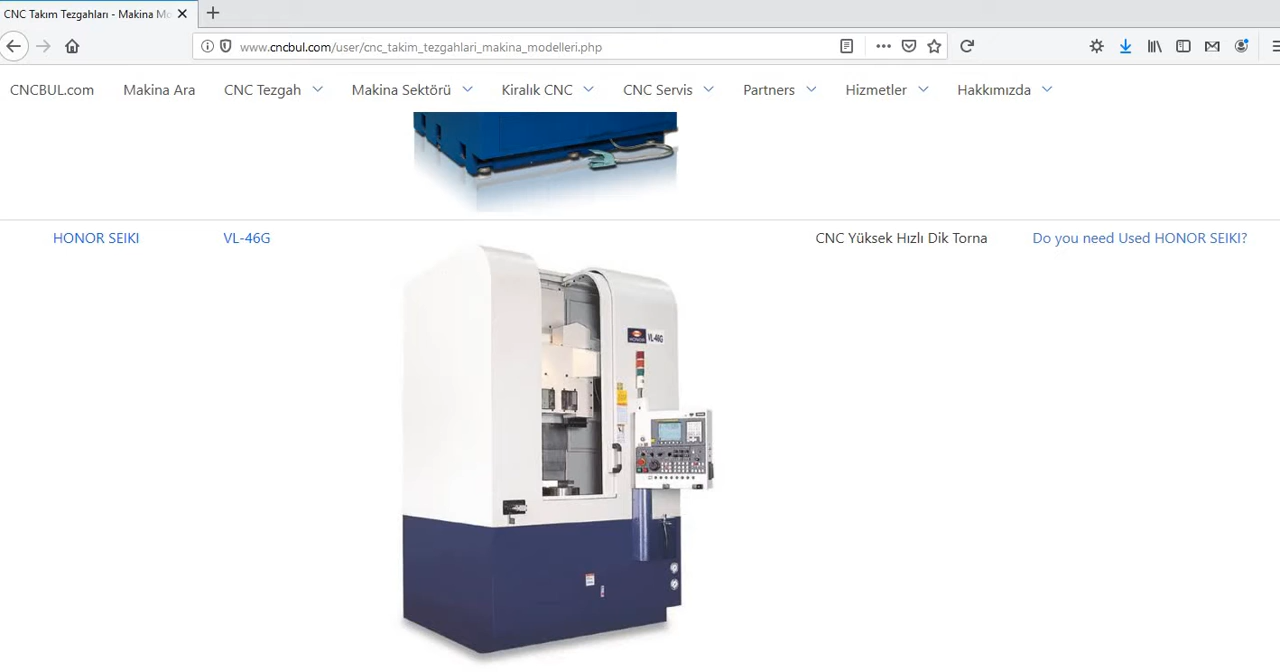 CNC Takım Tezgahları - Makina Mo
www.cncbul.com/user/cnc_takim_tezgahlari_makina_modelleri.php
CNCBUL.com Makina Ara CNC Tezgah Makina Sektörü Kiralık CNC CNC Servis Partners Hizmetler Hakkımızda
HONOR SEIKI VL-46G CNC Yüksek Hızlı Dik Torna Do you need Used HONOR SEIKI?
HONOR VL-46G